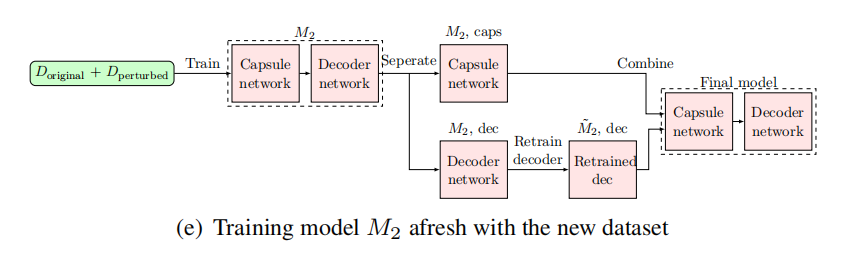 M₂
M₂, caps
D_original + D_perturbed
Train
Capsule
network
Decoder
network
Seperate
Capsule
network
Combine
Final model
Capsule
network
Decoder
network
M₂, dec
Decoder
network
Retrain
decoder
M̃₂, dec
Retrained
dec
(e) Training model M₂ afresh with the new dataset